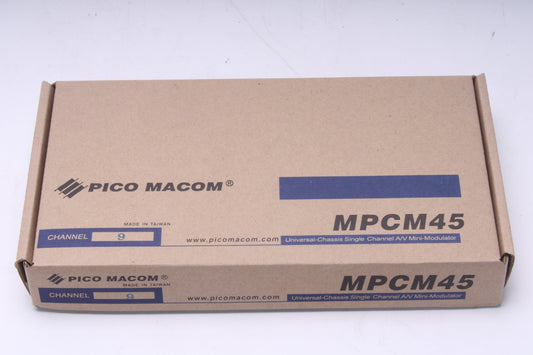 PICO MACOM®
MPCM45
MADE IN TAIWAN
CHANNEL 9
www.picomacom.com
Universal-Chassis Single Channel A/V Mini-Modulator
PICO MACOM®
MPCM45
MADE IN TAIWAN
CHANNEL 9
www.picomacom.com
Universal-Chassis Single Channel A/V Mini-Modulator